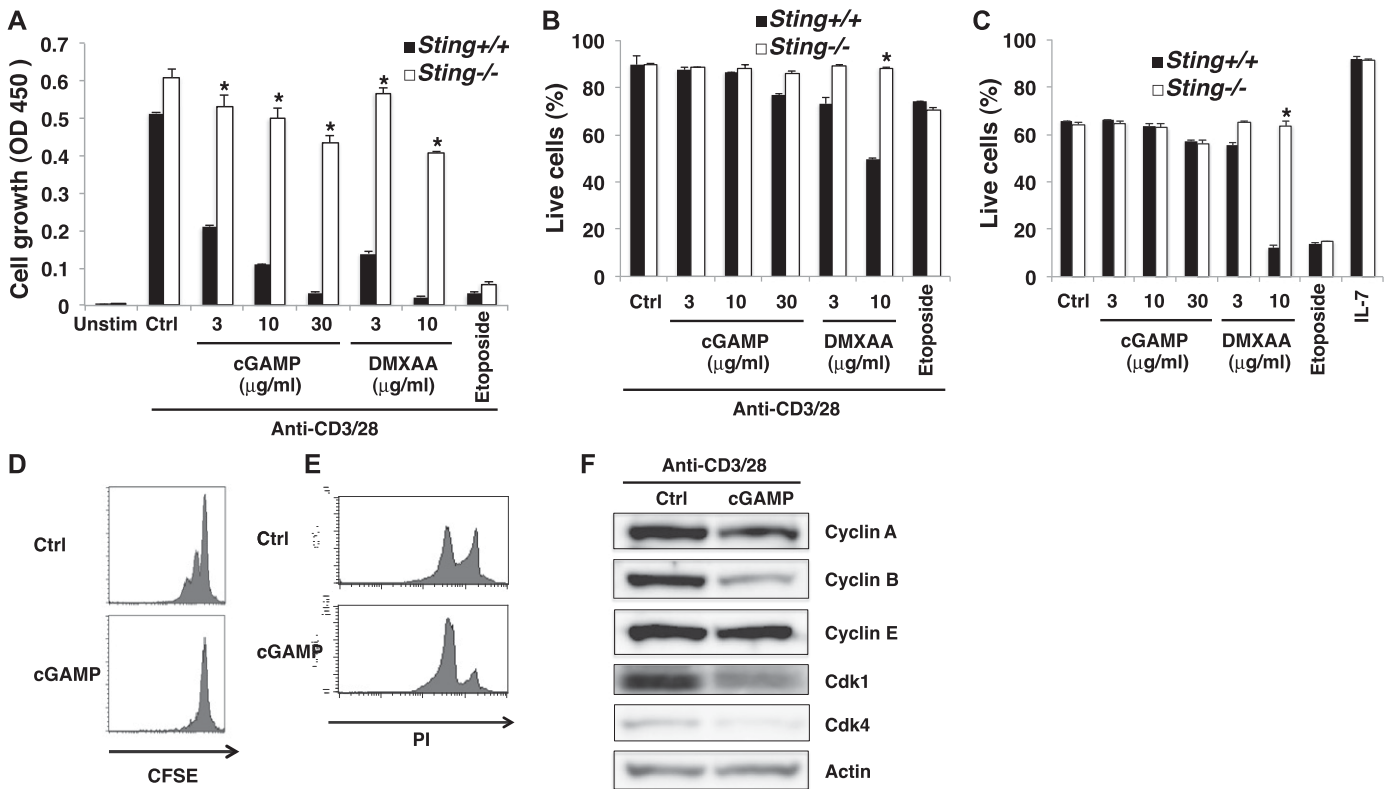 A
Cell growth (OD 450)
0.7
0.6
0.5
0.4
0.3
0.2
0.1
0
Sting+/+
Sting-/-
* * * * *
Unstim Ctrl 3 10 30 3 10 Etoposide
cGAMP DMXAA
(μg/ml) (μg/ml)
Anti-CD3/28
B
Live cells (%)
100
80
60
40
20
0
Sting+/+
Sting-/-
*
Ctrl 3 10 30 3 10 Etoposide
cGAMP DMXAA
(μg/ml) (μg/ml)
Anti-CD3/28
C
Live cells (%)
100
80
60
40
20
0
Sting+/+
Sting-/-
*
Ctrl 3 10 30 3 10 Etoposide IL-7
cGAMP DMXAA
(μg/ml) (μg/ml)
D
Ctrl
cGAMP
CFSE
E
Ctrl
cGAMP
PI
F
Anti-CD3/28
Ctrl cGAMP
Cyclin A
Cyclin B
Cyclin E
Cdk1
Cdk4
Actin